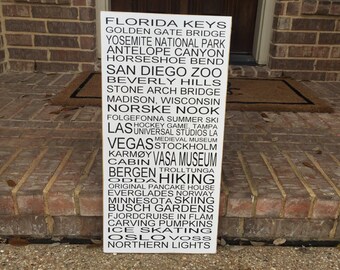 FLORIDA KEYS
GOLDEN GATE BRIDGE
YOSEMITE NATIONAL PARK
ANTELOPE CANYON
HORSESHOE BEND
SAN DIEGO ZOO
BEVERLY HILLS
STONE ARCH BRIDGE
MADISON, WISCONSIN
NORSKE NOOK
FOLGEFONNA SUMMER SKI
LAS HOCKEY GAME, TAMPA
UNIVERSAL STUDIOS LA
VEGAS MEDIEVAL MUSEUM
STOCKHOLM
KARMØY
CABIN VASA MUSEUM
BERGEN TROLLTUNGA
ODDA HIKING
ORIGINAL PANCAKE HOUSE
EVERGLADES NORWAY
MINNESOTA SKIING
BUSCH GARDENS
FJORDCRUISE IN FLAM
CARVING PUMPKINS
ICE SKATING
OSLO VOSS
NORTHERN LIGHTS